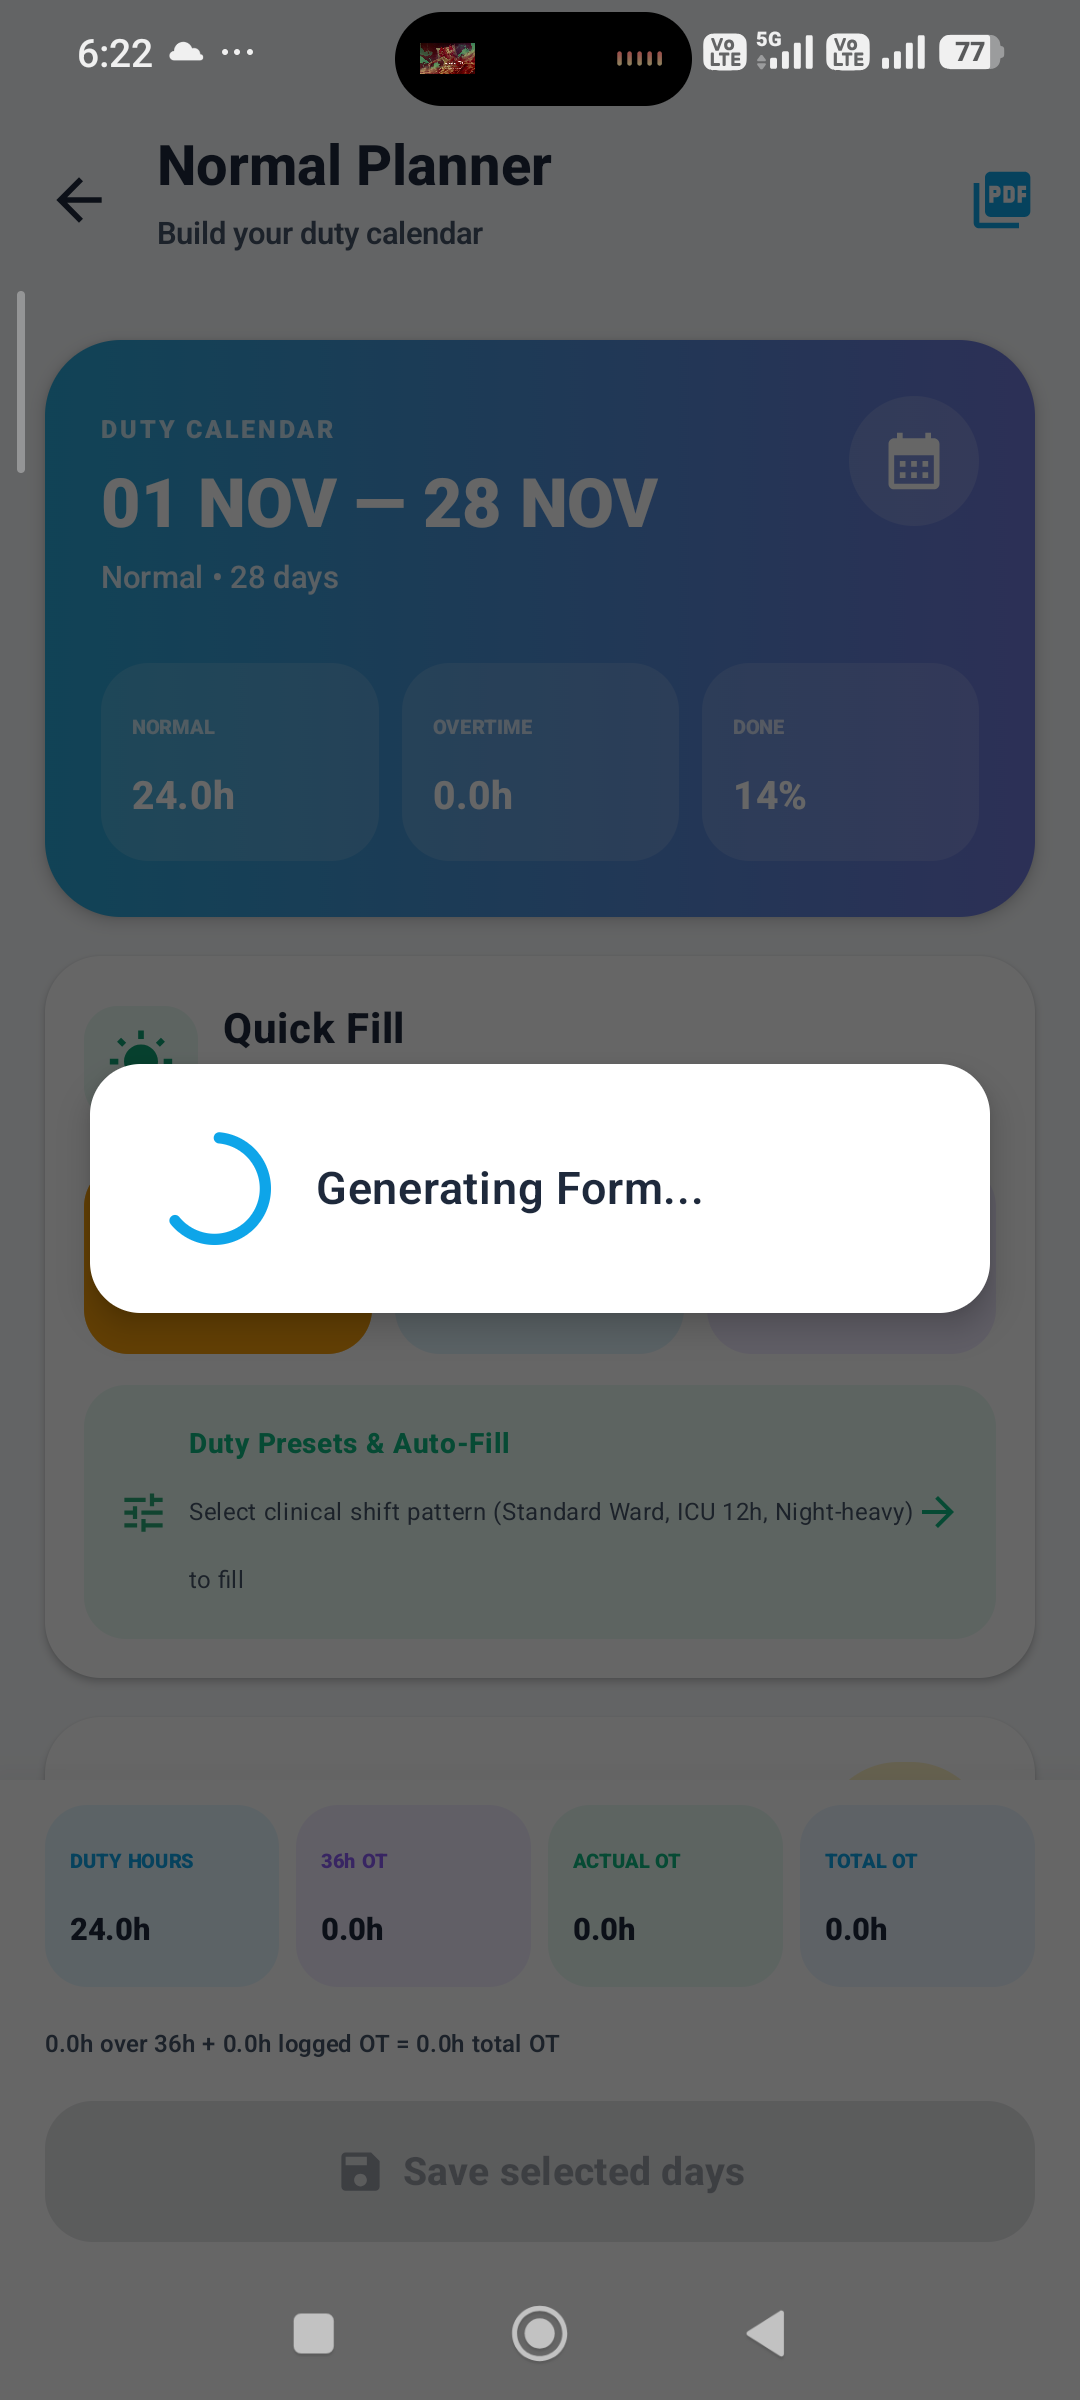 6:22
Vo LTE
5G
Vo LTE
77
Normal Planner
Build your duty calendar
PDF
DUTY CALENDAR
01 NOV — 28 NOV
Normal • 28 days
NORMAL
OVERTIME
DONE
24.0h
0.0h
14%
Quick Fill
Generating Form...
Duty Presets & Auto-Fill
Select clinical shift pattern (Standard Ward, ICU 12h, Night-heavy)
to fill
DUTY HOURS
36h OT
ACTUAL OT
TOTAL OT
24.0h
0.0h
0.0h
0.0h
0.0h over 36h + 0.0h logged OT = 0.0h total OT
Save selected days